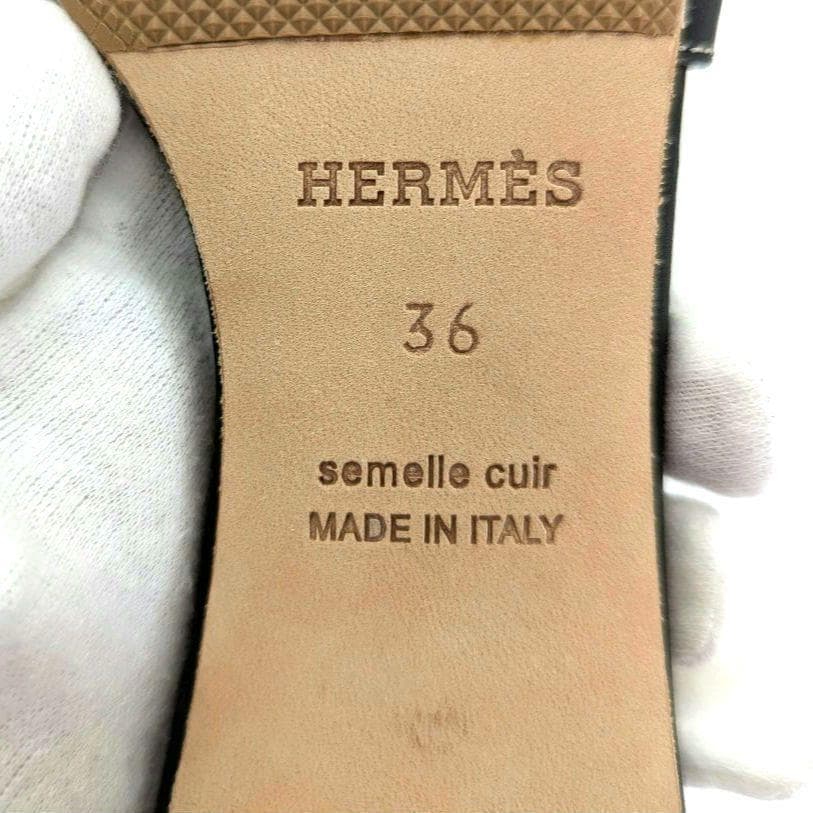 HERMÈS
36
semelle cuir
MADE IN ITALY